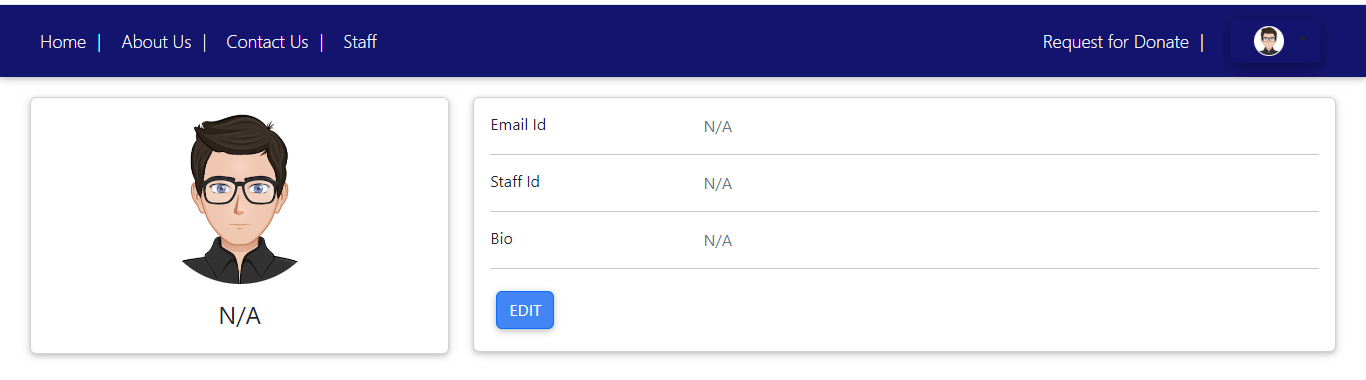 Home | About Us | Contact Us | Staff Request for Donate |
N/A
Email Id N/A
Staff Id N/A
Bio N/A
EDIT